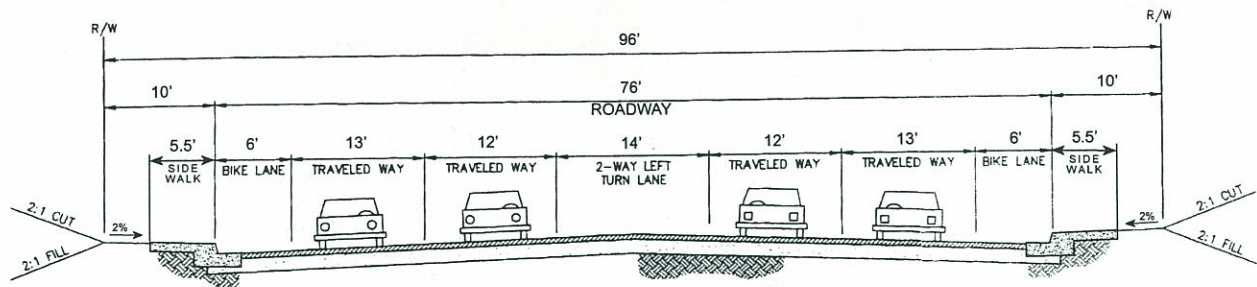 R/W
R/W
96'
10'
76'
10'
ROADWAY
5.5'
6'
13'
12'
14'
12'
13'
6'
5.5'
SIDE
WALK
BIKE LANE
TRAVELED WAY
TRAVELED WAY
2-WAY LEFT
TURN LANE
TRAVELED WAY
TRAVELED WAY
BIKE LANE
SIDE
WALK
2:1 CUT
2%
2%
2:1 CUT
2:1 FILL
2:1 FILL